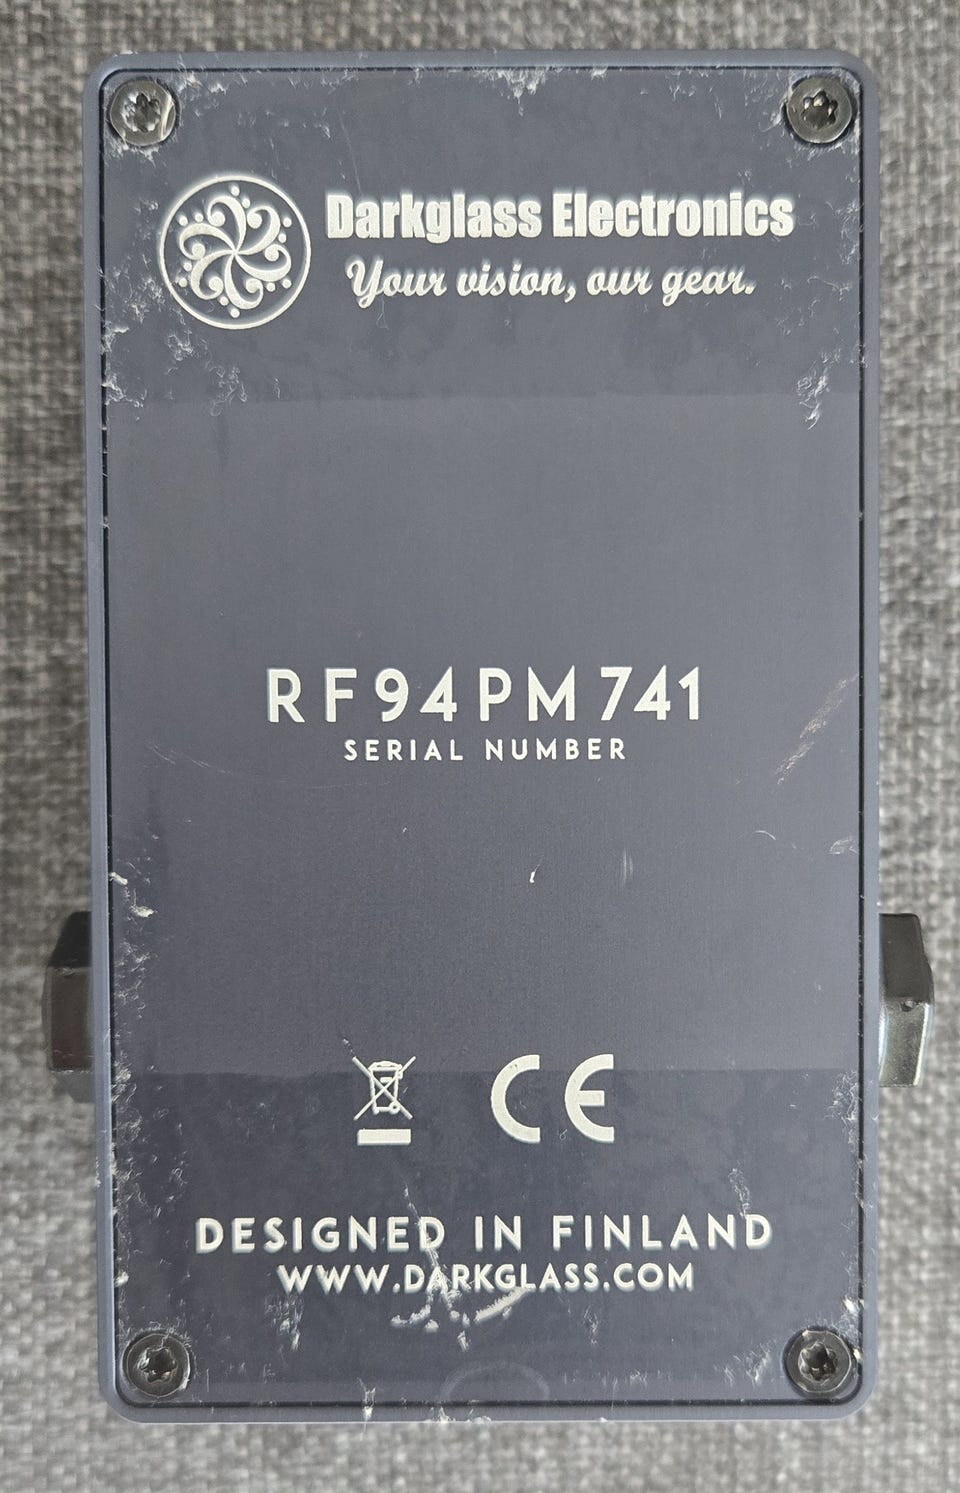 Darkglass Electronics
Your vision, our gear.
RF94PM741
SERIAL NUMBER
CE
DESIGNED IN FINLAND
WWW.DARKGLASS.COM